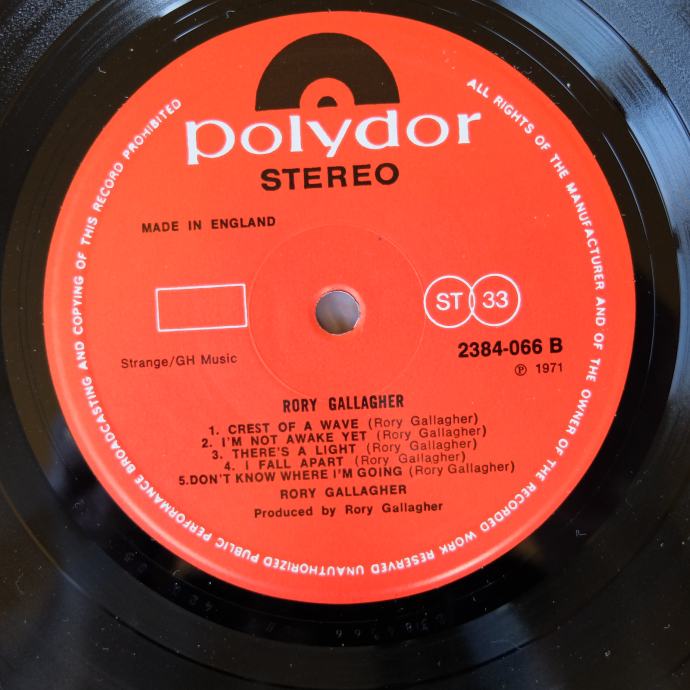 polydor
STEREO
MADE IN ENGLAND
ST 33
2384-066 B
℗ 1971
Strange/GH Music
RORY GALLAGHER
1. CREST OF A WAVE (Rory Gallagher)
2. I'M NOT AWAKE YET (Rory Gallagher)
3. THERE'S A LIGHT (Rory Gallagher)
4. I FALL APART (Rory Gallagher)
5.DON'T KNOW WHERE I'M GOING (Rory Gallagher)
RORY GALLAGHER
Produced by Rory Gallagher
ALL RIGHTS OF THE MANUFACTURER AND OF THE OWNER OF THE RECORDED WORK RESERVED UNAUTHORIZED PUBLIC PERFORMANCE BROADCASTING AND COPYING OF THIS RECORD PROHIBITED